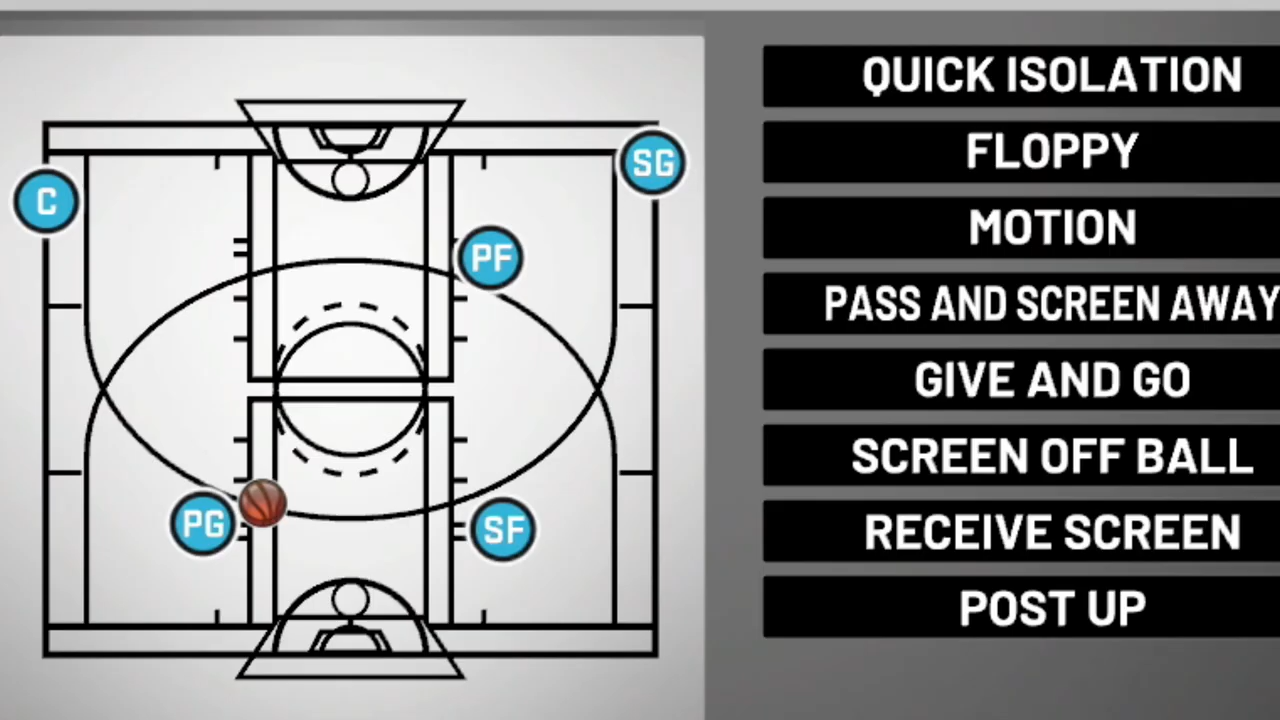 QUICK ISOLATION
FLOPPY
MOTION
PASS AND SCREEN AWAY
GIVE AND GO
SCREEN OFF BALL
RECEIVE SCREEN
POST UP
C
SG
PF
PG
SF